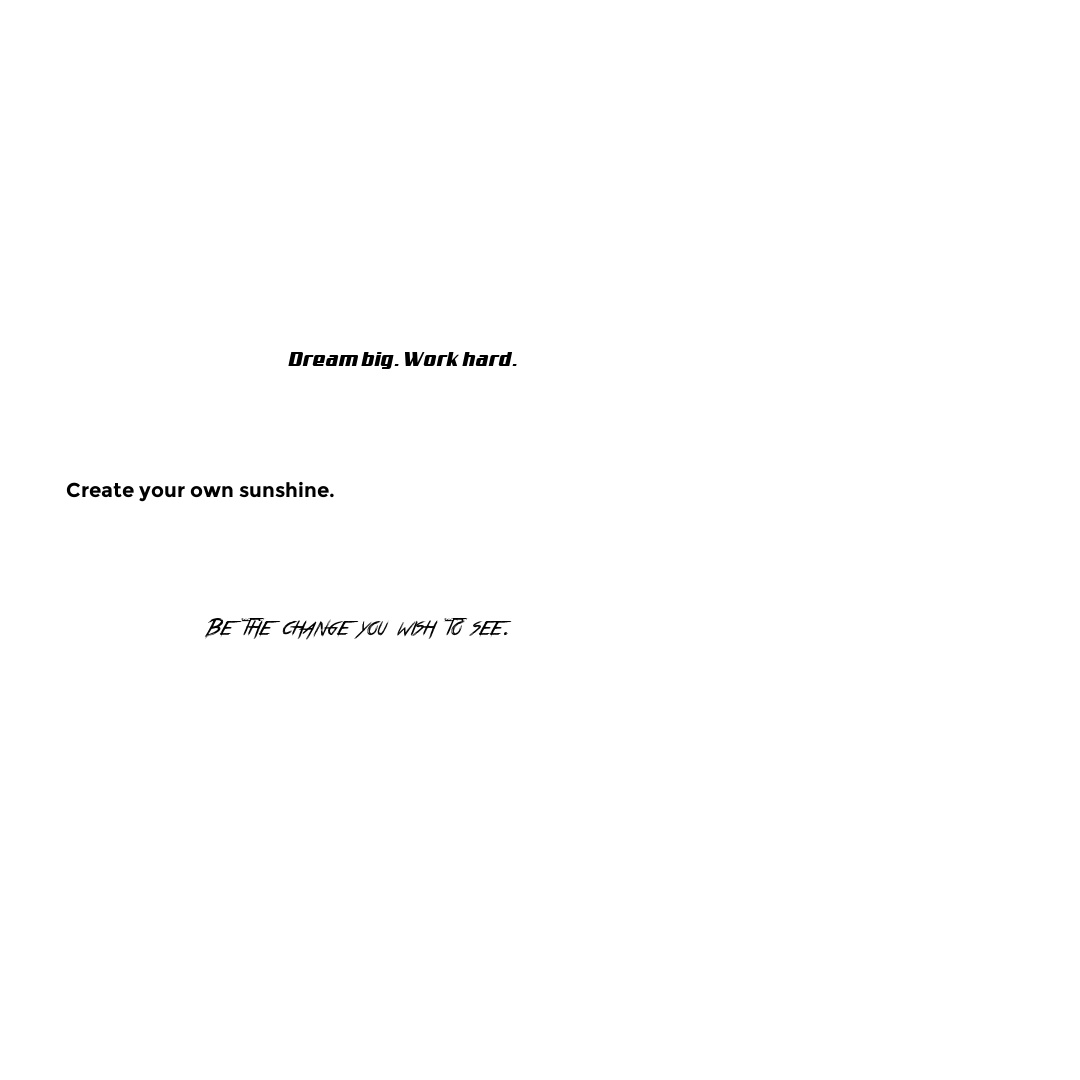 Dream big. Work hard.
Create your own sunshine.
Be the change you wish to see.